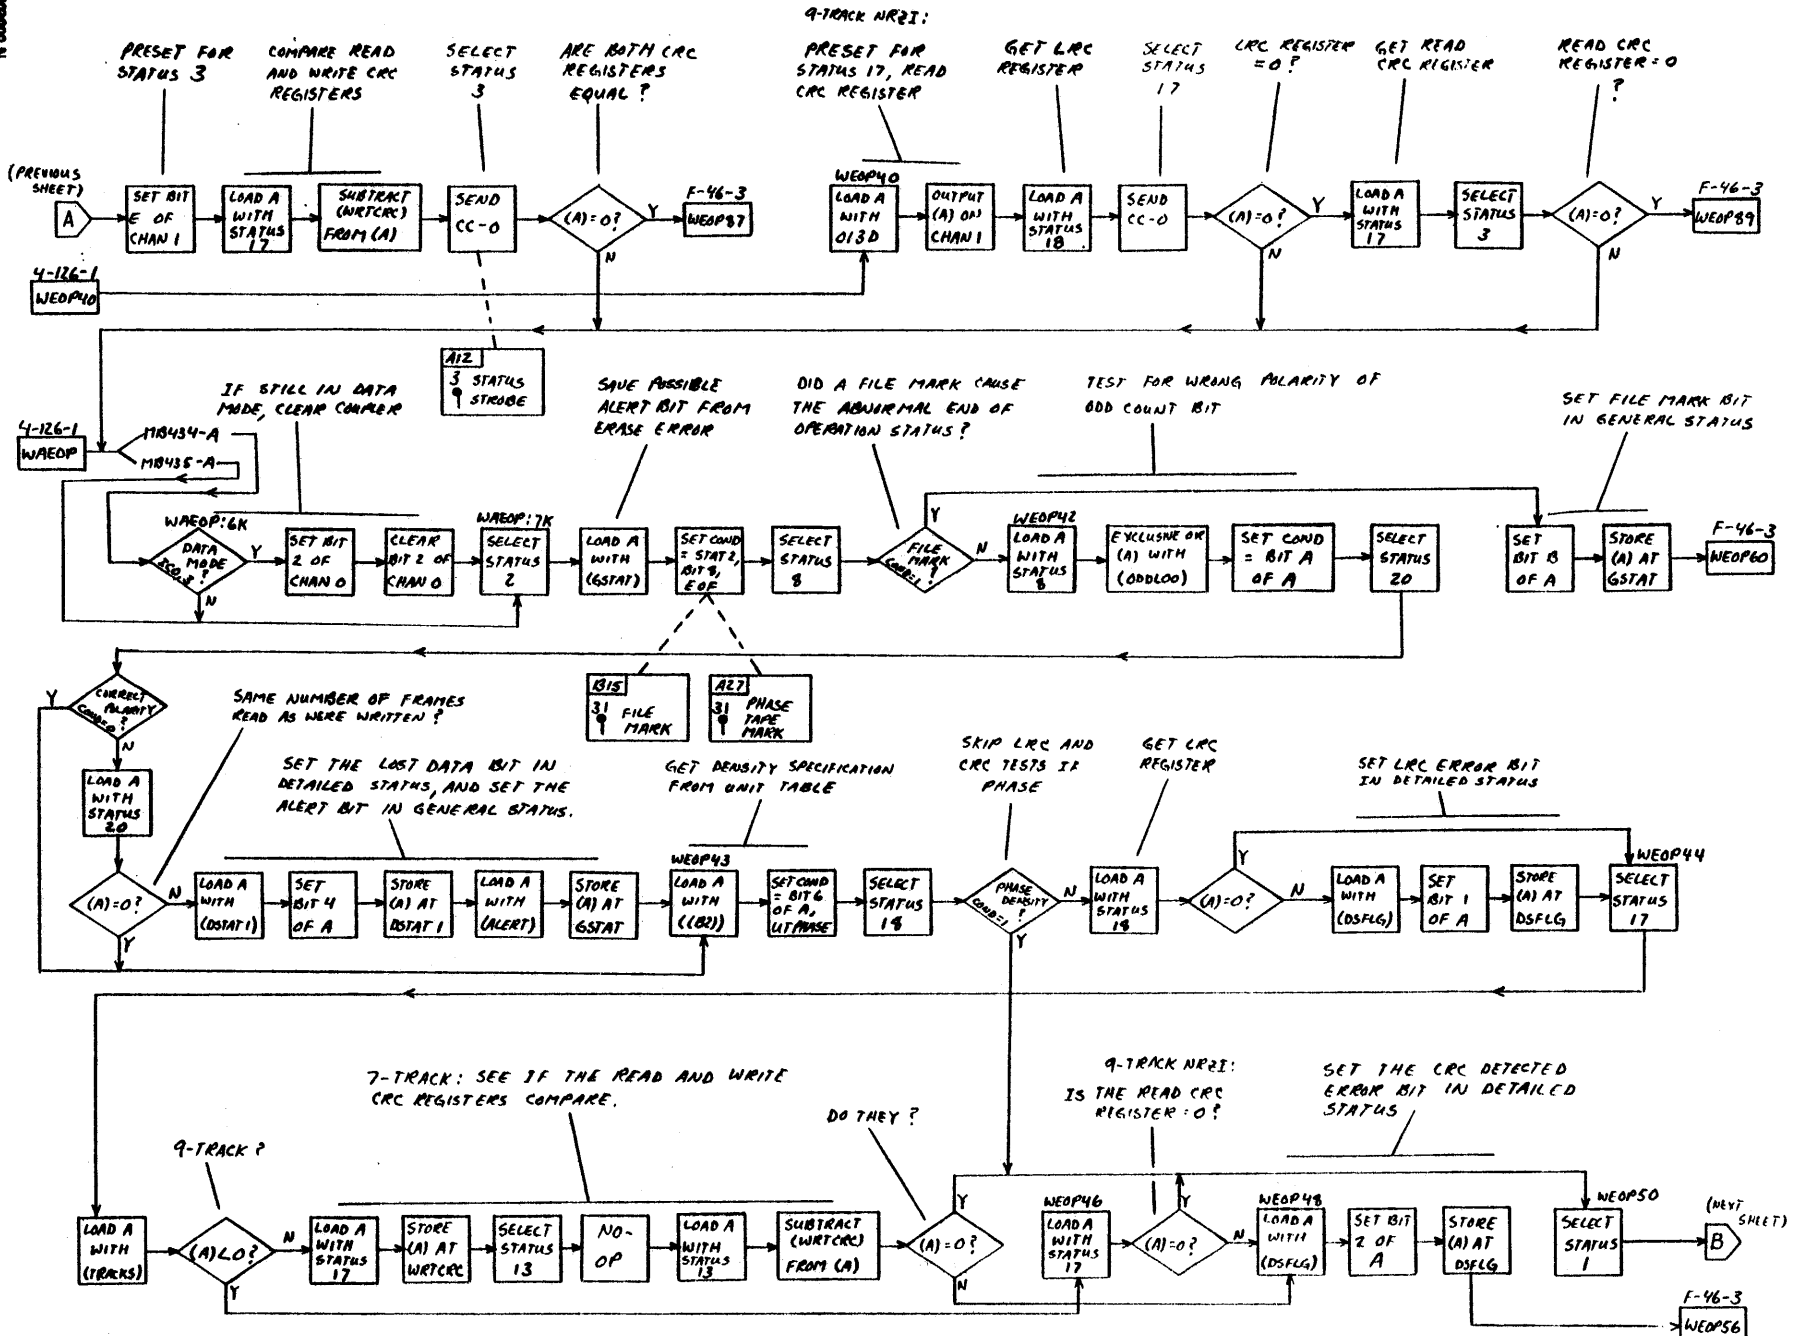 9-TRACK NRZI:
PRESET FOR
STATUS 3
COMPARE READ
AND WRITE CRC
REGISTERS
SELECT
STATUS
3
ARE BOTH CRC
REGISTERS
EQUAL ?
PRESET FOR
STATUS 17, READ
CRC REGISTER
GET LRC
REGISTER
SELECT
STATUS
17
LRC REGISTER
=0 ?
GET READ
CRC REGISTER
READ CRC
REGISTER=0
?
(PREVIOUS
SHEET)
A
SET BIT
E OF
CHAN 1
LOAD A
WITH
STATUS
17
SUBTRACT
(WRTCRC)
FROM (A)
SEND
CC-0
(A)=0?
Y
N
F-46-3
WEOP87
WEOP40
LOAD A
WITH
013D
OUTPUT
(A) ON
CHAN 1
LOAD A
WITH
STATUS
18
SEND
CC-0
(A)=0?
Y
N
LOAD A
WITH
STATUS
17
SELECT
STATUS
3
(A)=0?
Y
N
F-46-3
WEOP89
4-126-1
WEOP40
A12
3 STATUS
STROBE
IF STILL IN DATA
MODE, CLEAR COUPLER
SAVE POSSIBLE
ALERT BIT FROM
ERASE ERROR
DID A FILE MARK CAUSE
THE ABNORMAL END OF
OPERATION STATUS?
TEST FOR WRONG POLARITY OF
ODD COUNT BIT
SET FILE MARK BIT
IN GENERAL STATUS
4-126-1
WAEOP
MB434-A
MB435-A
WAEOP:6K
DATA
MODE
ISO,3
?
Y
N
SET BIT
2 OF
CHAN 0
CLEAR
BIT 2 OF
CHAN 0
WAEOP:7K
SELECT
STATUS
2
LOAD A
WITH
(GSTAT)
SET COND
= STAT 2,
BIT 8,
EOF
SELECT
STATUS
8
FILE
MARK
COND=1
?
Y
N
WEOP42
LOAD A
WITH
STATUS
8
EXCLUSIVE OR
(A) WITH
(ODDLOO)
SET COND
= BIT A
OF A
SELECT
STATUS
20
SET
BIT B
OF A
STORE
(A) AT
GSTAT
F-46-3
WEOP60
B15
31 FILE
MARK
A27
31 PHASE
TAPE
MARK
Y
CORRECT
POLARITY
COND=0
?
N
SAME NUMBER OF FRAMES
READ AS WERE WRITTEN ?
LOAD A
WITH
STATUS
20
SET THE LOST DATA BIT IN
DETAILED STATUS, AND SET THE
ALERT BIT IN GENERAL STATUS.
GET DENSITY SPECIFICATION
FROM UNIT TABLE
SKIP LRC AND
CRC TESTS IF
PHASE
GET LRC
REGISTER
SET LRC ERROR BIT
IN DETAILED STATUS
(A)=0?
N
Y
LOAD A
WITH
(DSTAT1)
SET
BIT 4
OF A
STORE
(A) AT
DSTAT 1
LOAD A
WITH
(ALERT)
STORE
(A) AT
GSTAT
WEOP43
LOAD A
WITH
((B2))
SET COND
= BIT 6
OF A,
UTPHASE
SELECT
STATUS
18
PHASE
DENSITY
COND=1
?
N
Y
LOAD A
WITH
STATUS
18
(A)=0?
Y
N
LOAD A
WITH
(DSFLG)
SET
BIT 1
OF A
STORE
(A) AT
DSFLG
WEOP44
SELECT
STATUS
17
9-TRACK ?
7-TRACK: SEE IF THE READ AND WRITE
CRC REGISTERS COMPARE.
DO THEY ?
9-TRACK NRZI:
IS THE READ CRC
REGISTER=0?
SET THE CRC DETECTED
ERROR BIT IN DETAILED
STATUS
LOAD A
WITH
(TRACKS)
(A)<0?
N
Y
LOAD A
WITH
STATUS
17
STORE
(A) AT
WRTCRC
SELECT
STATUS
13
NO-
OP
LOAD A
WITH
STATUS
13
SUBTRACT
(WRTCRC)
FROM (A)
(A)=0?
Y
N
WEOP46
LOAD A
WITH
STATUS
17
(A)=0?
Y
N
WEOP48
LOAD A
WITH
(DSFLG)
SET BIT
2 OF
A
STORE
(A) AT
DSFLG
WEOP50
SELECT
STATUS
1
(NEXT
SHEET)
B
F-46-3
WEOP56